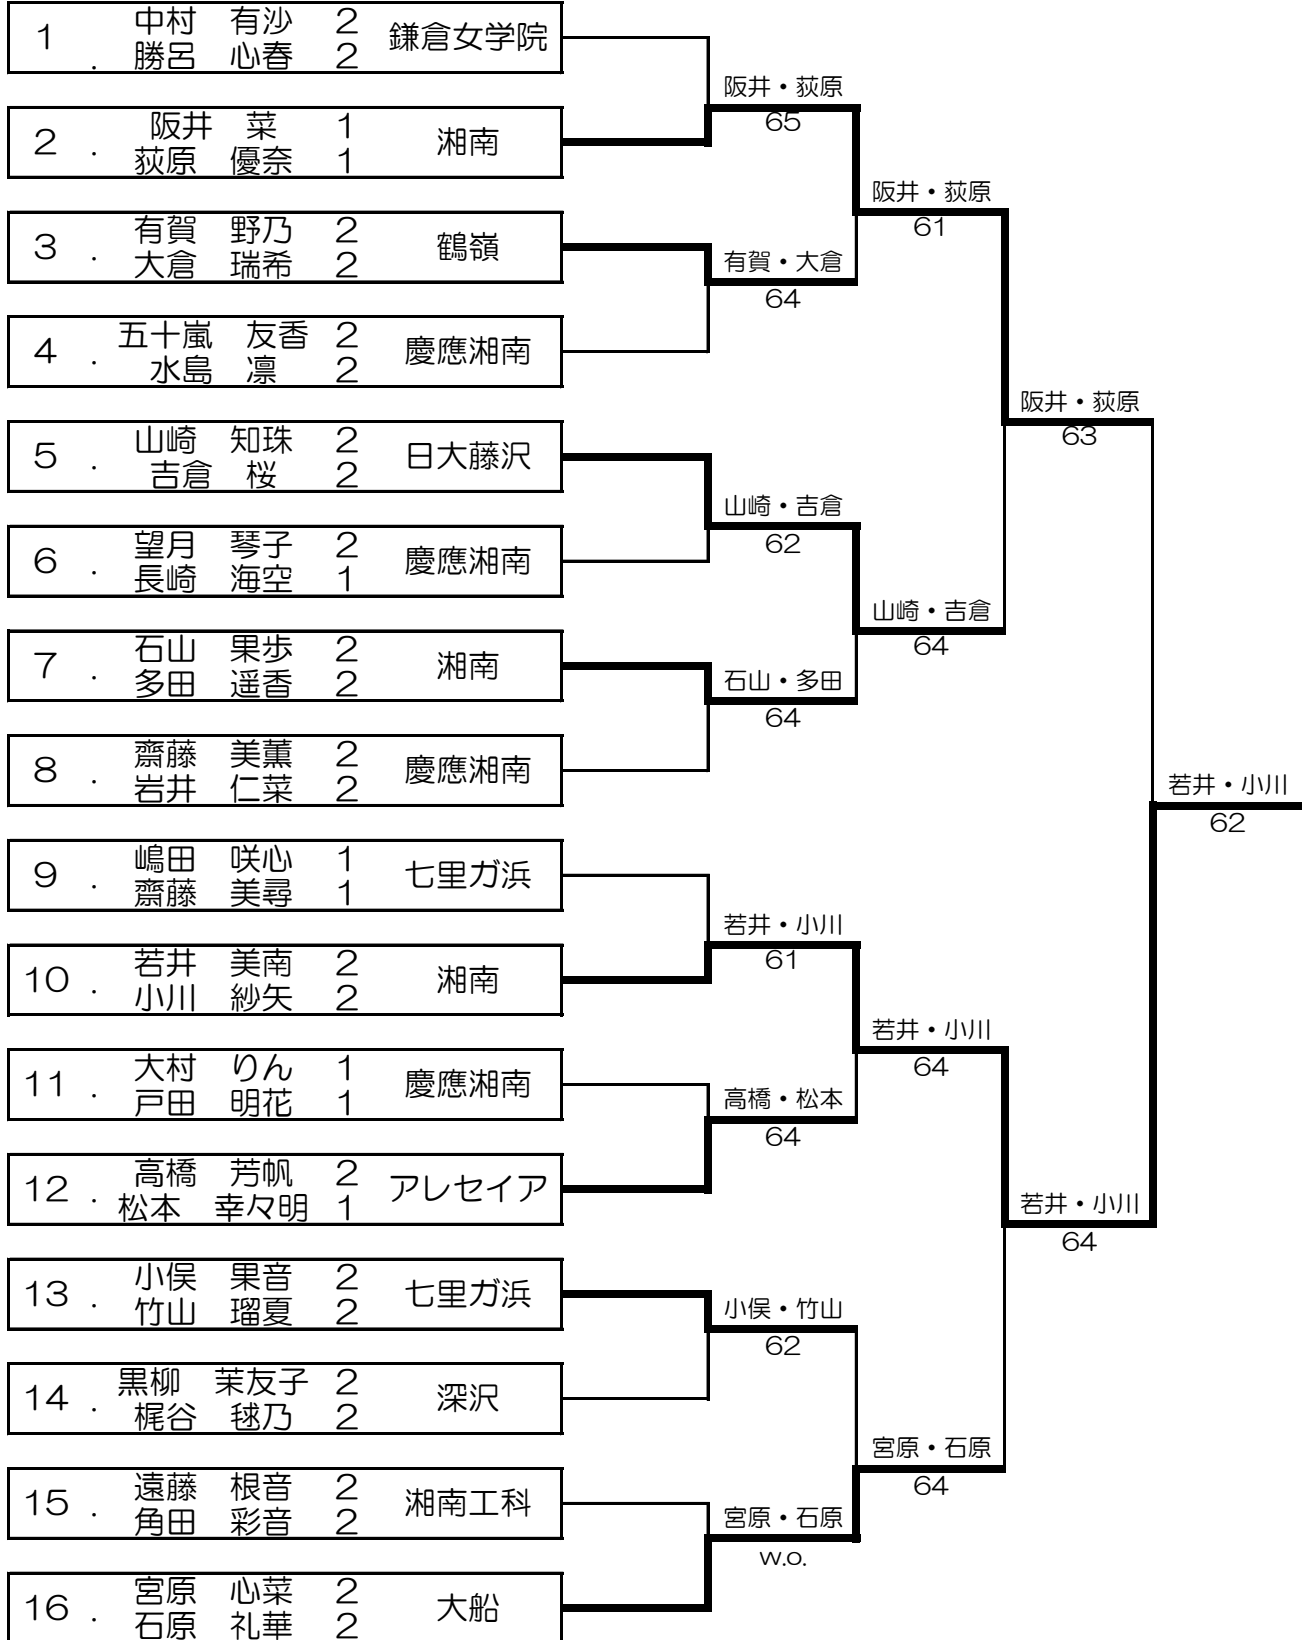 1 . 中村 有沙 2 鎌倉女学院
勝呂 心春 2
阪井・荻原
65
2 . 阪井 菜 1 湘南
荻原 優奈 1
阪井・荻原
61
3 . 有賀 野乃 2 鶴嶺
大倉 瑞希 2
有賀・大倉
64
4 . 五十嵐 友香 2 慶應湘南
水島 凛 2
阪井・荻原
63
5 . 山崎 知珠 2 日大藤沢
吉倉 桜 2
山崎・吉倉
62
6 . 望月 琴子 2 慶應湘南
長崎 海空 1
山崎・吉倉
64
7 . 石山 果歩 2 湘南
多田 遥香 2
石山・多田
64
8 . 齋藤 美薫 2 慶應湘南
岩井 仁菜 2
若井・小川
62
9 . 嶋田 咲心 1 七里ガ浜
齋藤 美尋 1
若井・小川
61
10 . 若井 美南 2 湘南
小川 紗矢 2
若井・小川
64
11 . 大村 りん 1 慶應湘南
戸田 明花 1
高橋・松本
64
12 . 高橋 芳帆 2 アレセイア
松本 幸々明 1
若井・小川
64
13 . 小俣 果音 2 七里ガ浜
竹山 瑠夏 2
小俣・竹山
62
14 . 黒柳 茉友子 2 深沢
梶谷 毬乃 2
宮原・石原
64
15 . 遠藤 根音 2 湘南工科
角田 彩音 2
宮原・石原
w.o.
16 . 宮原 心菜 2 大船
石原 礼華 2